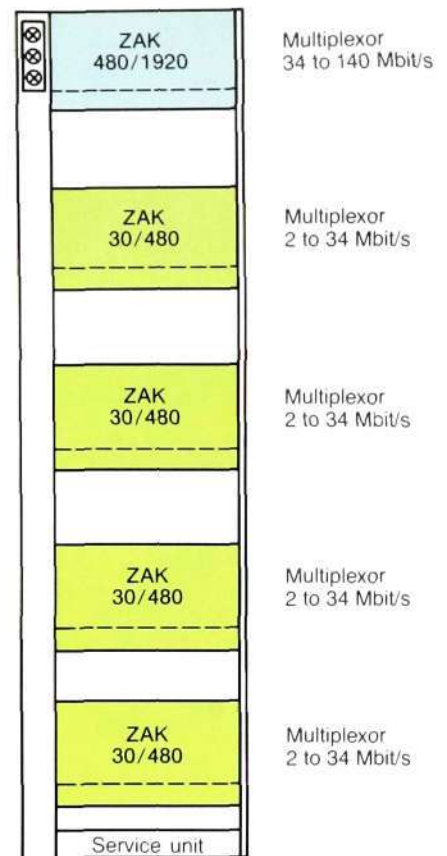 ZAK
480/1920
Multiplexor
34 to 140 Mbit/s
ZAK
30/480
Multiplexor
2 to 34 Mbit/s
ZAK
30/480
Multiplexor
2 to 34 Mbit/s
ZAK
30/480
Multiplexor
2 to 34 Mbit/s
ZAK
30/480
Multiplexor
2 to 34 Mbit/s
Service unit